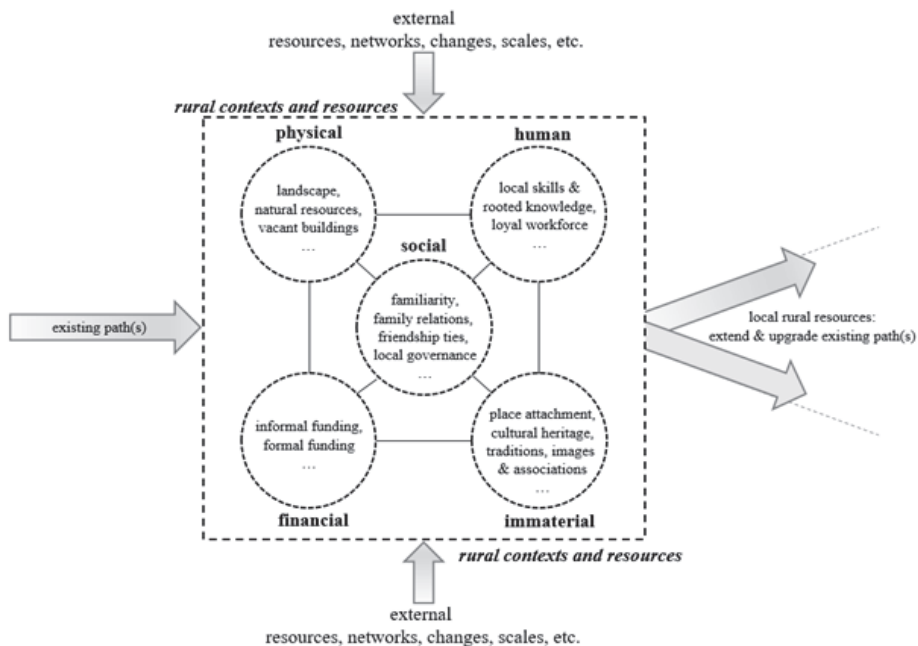 external
resources, networks, changes, scales, etc.
rural contexts and resources
physical
human
landscape,
natural resources,
vacant buildings
...
local skills &
rooted knowledge,
loyal workforce
...
social
familiarity,
family relations,
friendship ties,
local governance
...
existing path(s)
local rural resources:
extend & upgrade existing path(s)
informal funding,
formal funding
...
place attachment,
cultural heritage,
traditions, images
& associations
...
financial
immaterial
rural contexts and resources
external
resources, networks, changes, scales, etc.